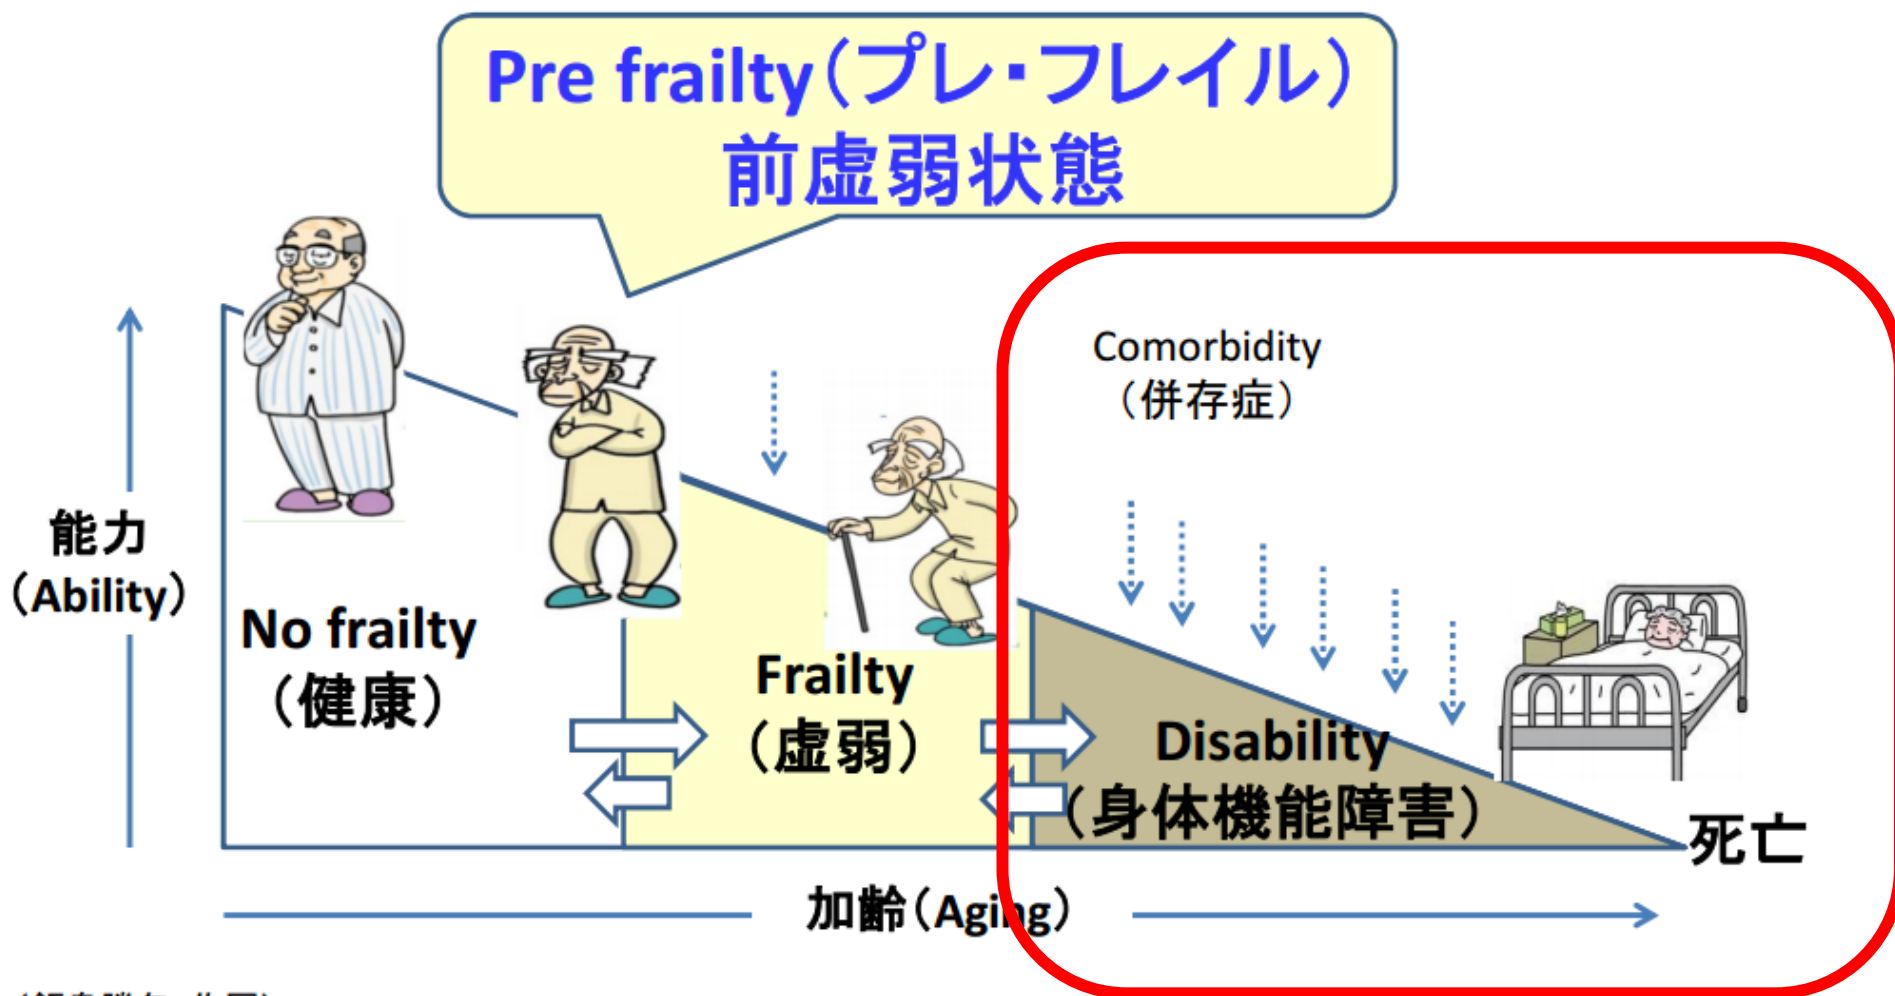 Pre frailty（プレ・フレイル）
前虚弱状態
Comorbidity
（併存症）
能力
（Ability）
No frailty
（健康）
Frailty
（虚弱）
Disability
（身体機能障害）
死亡
加齢（Aging）